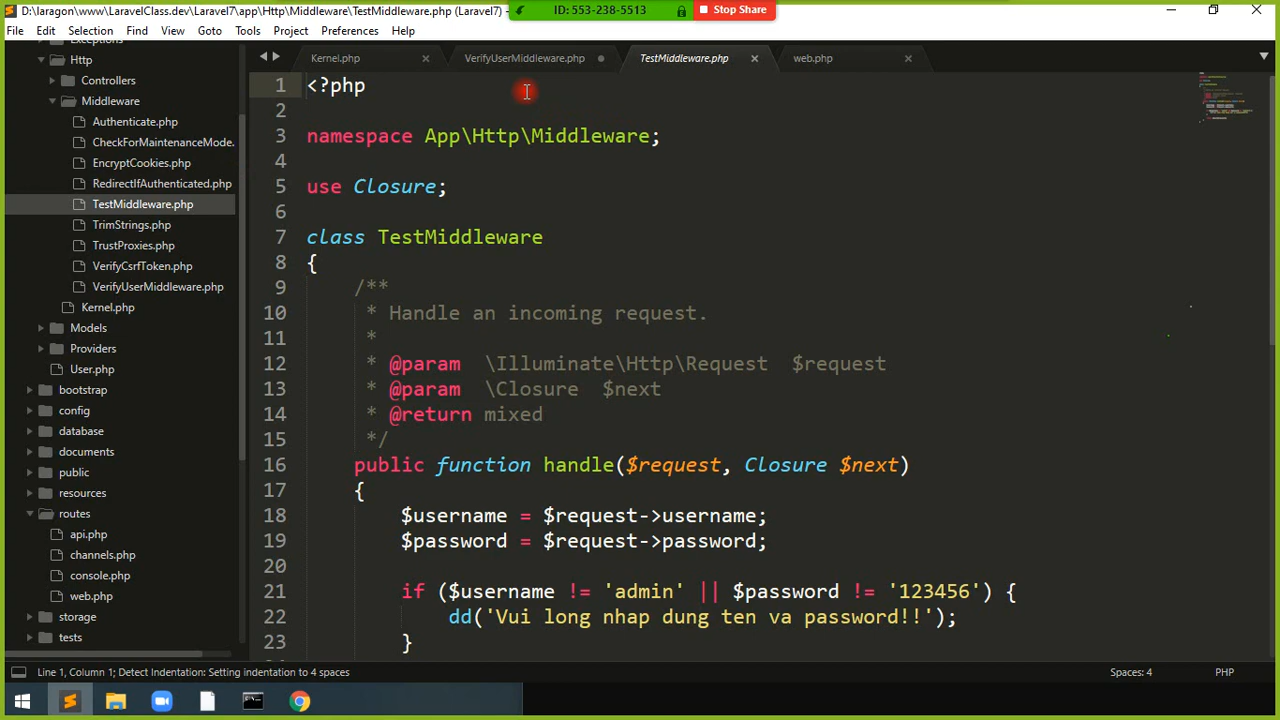 D:\laragon\www\LaravelClass.dev\Laravel7\app\Http\Middleware\TestMiddleware.php (Laravel7) -
ID: 553-238-5513
Stop Share
File Edit Selection Find View Goto Tools Project Preferences Help
Exceptions
Http
Controllers
Middleware
Authenticate.php
CheckForMaintenanceMode.
EncryptCookies.php
RedirectIfAuthenticated.php
TestMiddleware.php
TrimStrings.php
TrustProxies.php
VerifyCsrfToken.php
VerifyUserMiddleware.php
Kernel.php
Models
Providers
User.php
bootstrap
config
database
documents
public
resources
routes
api.php
channels.php
console.php
web.php
storage
tests
Kernel.php VerifyUserMiddleware.php TestMiddleware.php web.php
1 <?php
2
3 namespace App\Http\Middleware;
4
5 use Closure;
6
7 class TestMiddleware
8 {
9 /**
10 * Handle an incoming request.
11 *
12 * @param \Illuminate\Http\Request $request
13 * @param \Closure $next
14 * @return mixed
15 */
16 public function handle($request, Closure $next)
17 {
18 $username = $request->username;
19 $password = $request->password;
20
21 if ($username != 'admin' || $password != '123456') {
22 dd('Vui long nhap dung ten va password!!');
23 }
Line 1, Column 1; Detect Indentation: Setting indentation to 4 spaces
Spaces: 4
PHP